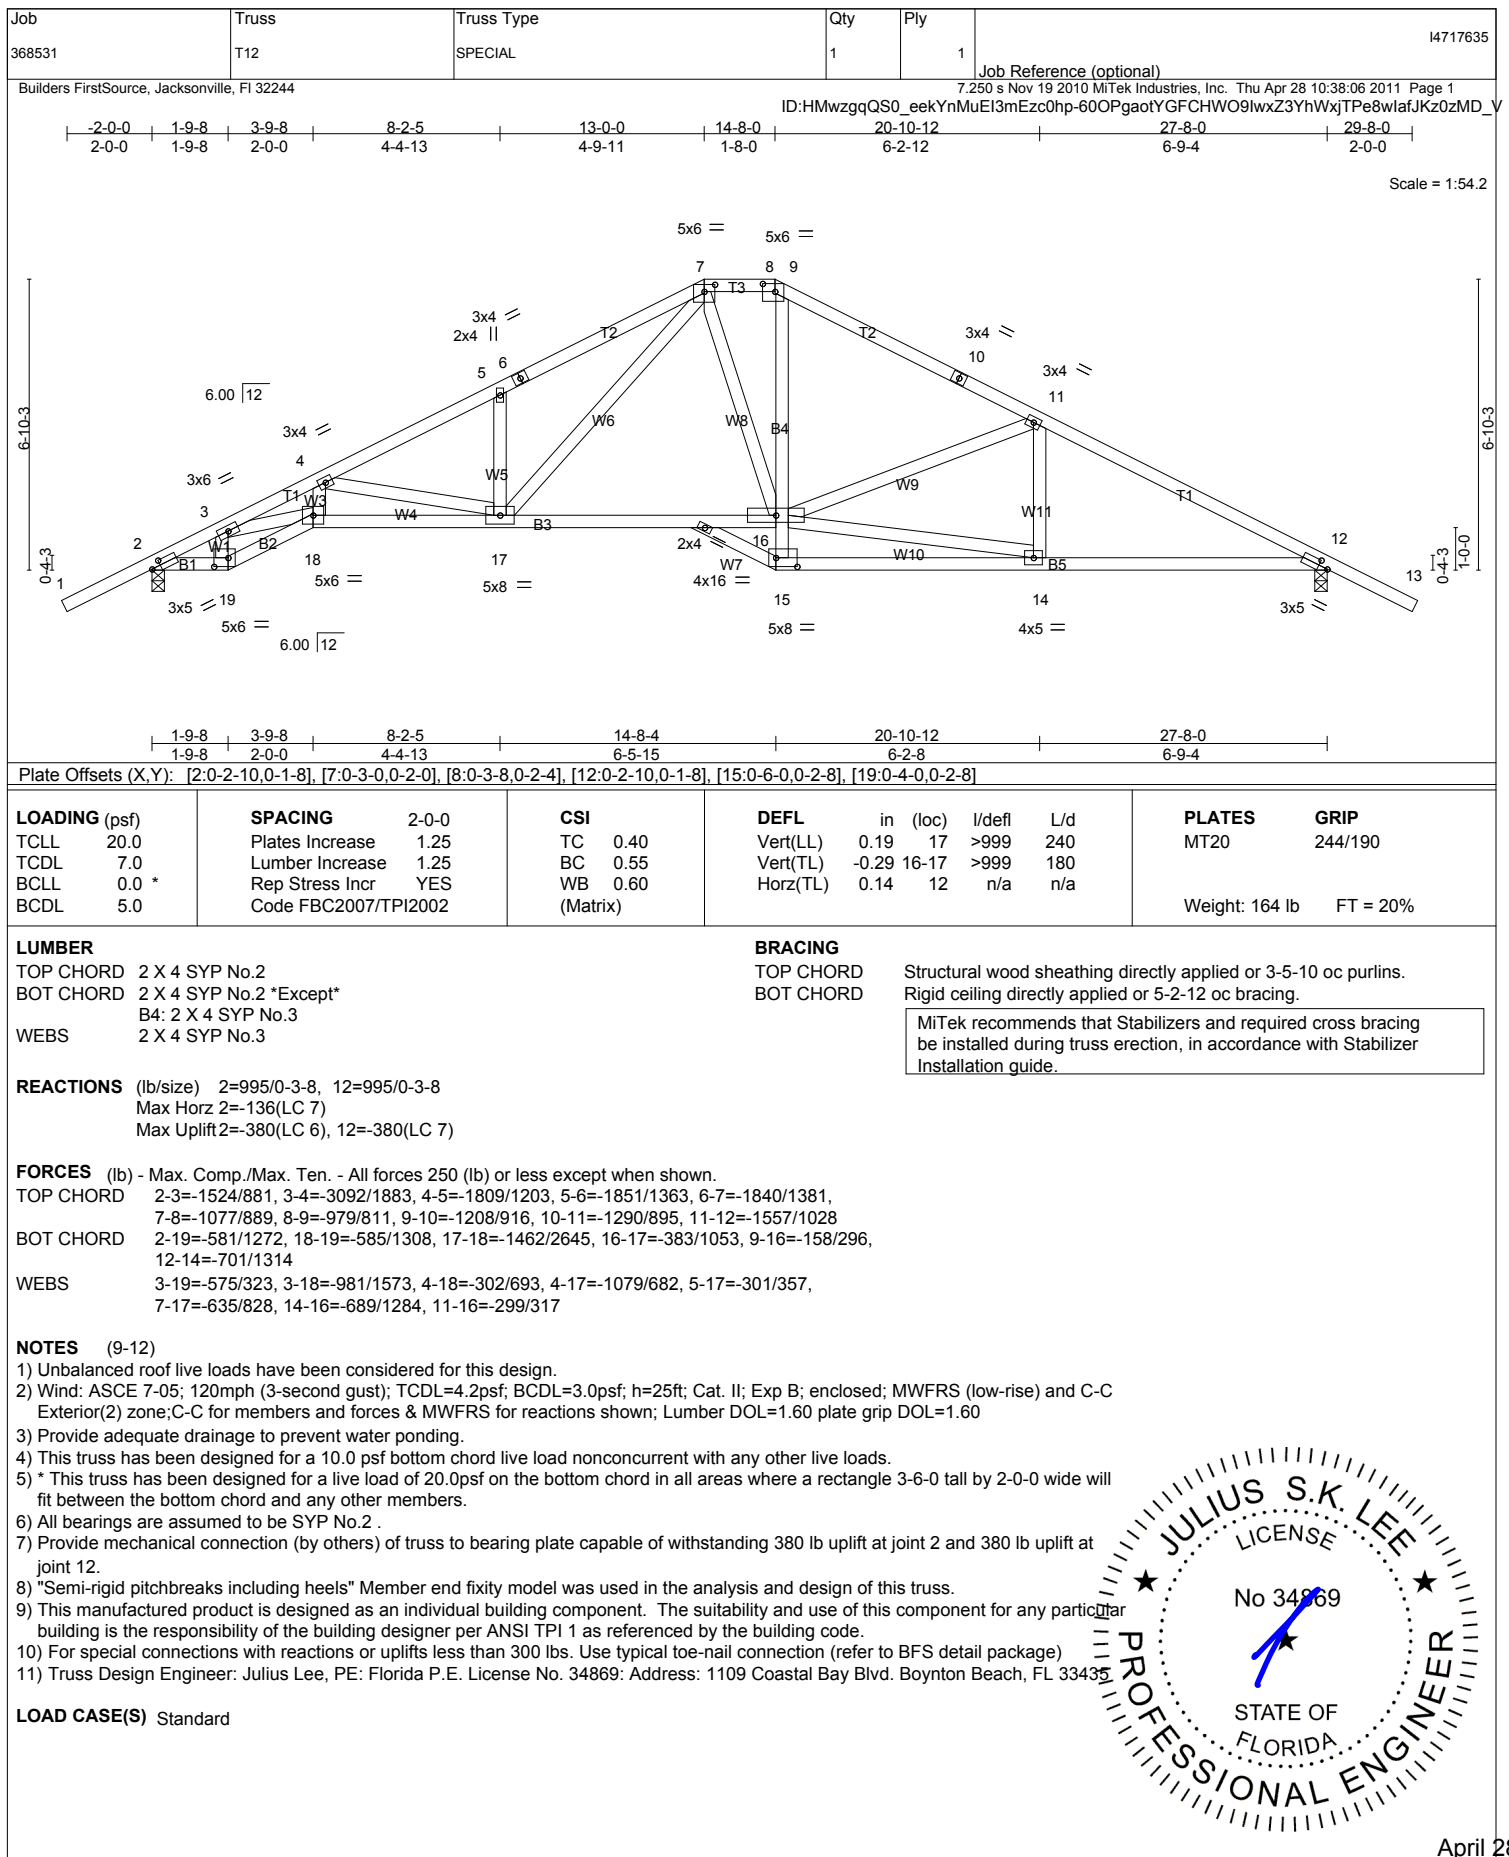 Job Truss Truss Type Qty Ply
I4717635
368531 T12 SPECIAL 1 1
Job Reference (optional)
Builders FirstSource, Jacksonville, Fl 32244 7.250 s Nov 19 2010 MiTek Industries, Inc. Thu Apr 28 10:38:06 2011 Page 1
ID:HMwzgqQS0_eekYnMuEI3mEzc0hp-60OPgaotYGFCHWO9IwxZ3YhWxjTPe8wIafJKz0zMD_V
-2-0-0 1-9-8 3-9-8 8-2-5 13-0-0 14-8-0 20-10-12 27-8-0 29-8-0
2-0-0 1-9-8 2-0-0 4-4-13 4-9-11 1-8-0 6-2-12 6-9-4 2-0-0
Scale = 1:54.2
5x6 5x6
7 8 9
T3
3x4 T2 T2 3x4
2x4
6 10
5 3x4
6.00 12 11
6-10-3 3x4 W6 W8 B4 6-10-3
4 W5
3x6 T1 W3 W9 T1
3 W4 B3 W11
2 W1 B2 16 12
0-4-3 B1 18 17 2x4 W7 W10 B5 0-4-3 1-0-0
1 5x6 5x8 4x16 13
3x5 19 15 14 3x5
5x6 5x8 4x5
6.00 12
1-9-8 3-9-8 8-2-5 14-8-4 20-10-12 27-8-0
1-9-8 2-0-0 4-4-13 6-5-15 6-2-8 6-9-4
Plate Offsets (X,Y): [2:0-2-10,0-1-8], [7:0-3-0,0-2-0], [8:0-3-8,0-2-4], [12:0-2-10,0-1-8], [15:0-6-0,0-2-8], [19:0-4-0,0-2-8]
LOADING (psf) SPACING 2-0-0 CSI DEFL in (loc) l/defl L/d PLATES GRIP
TCLL 20.0 Plates Increase 1.25 TC 0.40 Vert(LL) 0.19 17 >999 240 MT20 244/190
TCDL 7.0 Lumber Increase 1.25 BC 0.55 Vert(TL) -0.29 16-17 >999 180
BCLL 0.0 * Rep Stress Incr YES WB 0.60 Horz(TL) 0.14 12 n/a n/a
BCDL 5.0 Code FBC2007/TPI2002 (Matrix) Weight: 164 lb FT = 20%
LUMBER
TOP CHORD 2 X 4 SYP No.2
BOT CHORD 2 X 4 SYP No.2 *Except*
B4: 2 X 4 SYP No.3
WEBS 2 X 4 SYP No.3
BRACING
TOP CHORD Structural wood sheathing directly applied or 3-5-10 oc purlins.
BOT CHORD Rigid ceiling directly applied or 5-2-12 oc bracing.
MiTek recommends that Stabilizers and required cross bracing
be installed during truss erection, in accordance with Stabilizer
Installation guide.
REACTIONS (lb/size) 2=995/0-3-8, 12=995/0-3-8
Max Horz 2=-136(LC 7)
Max Uplift 2=-380(LC 6), 12=-380(LC 7)
FORCES (lb) - Max. Comp./Max. Ten. - All forces 250 (lb) or less except when shown.
TOP CHORD 2-3=-1524/881, 3-4=-3092/1883, 4-5=-1809/1203, 5-6=-1851/1363, 6-7=-1840/1381,
7-8=-1077/889, 8-9=-979/811, 9-10=-1208/916, 10-11=-1290/895, 11-12=-1557/1028
BOT CHORD 2-19=-581/1272, 18-19=-585/1308, 17-18=-1462/2645, 16-17=-383/1053, 9-16=-158/296,
12-14=-701/1314
WEBS 3-19=-575/323, 3-18=-981/1573, 4-18=-302/693, 4-17=-1079/682, 5-17=-301/357,
7-17=-635/828, 14-16=-689/1284, 11-16=-299/317
NOTES (9-12)
1) Unbalanced roof live loads have been considered for this design.
2) Wind: ASCE 7-05; 120mph (3-second gust); TCDL=4.2psf; BCDL=3.0psf; h=25ft; Cat. II; Exp B; enclosed; MWFRS (low-rise) and C-C
Exterior(2) zone;C-C for members and forces & MWFRS for reactions shown; Lumber DOL=1.60 plate grip DOL=1.60
3) Provide adequate drainage to prevent water ponding.
4) This truss has been designed for a 10.0 psf bottom chord live load nonconcurrent with any other live loads.
5) * This truss has been designed for a live load of 20.0psf on the bottom chord in all areas where a rectangle 3-6-0 tall by 2-0-0 wide will
fit between the bottom chord and any other members.
6) All bearings are assumed to be SYP No.2 .
7) Provide mechanical connection (by others) of truss to bearing plate capable of withstanding 380 lb uplift at joint 2 and 380 lb uplift at
joint 12.
8) "Semi-rigid pitchbreaks including heels" Member end fixity model was used in the analysis and design of this truss.
9) This manufactured product is designed as an individual building component. The suitability and use of this component for any particular
building is the responsibility of the building designer per ANSI TPI 1 as referenced by the building code.
10) For special connections with reactions or uplifts less than 300 lbs. Use typical toe-nail connection (refer to BFS detail package)
11) Truss Design Engineer: Julius Lee, PE: Florida P.E. License No. 34869: Address: 1109 Coastal Bay Blvd. Boynton Beach, FL 33435
LOAD CASE(S) Standard
JULIUS S.K. LEE
LICENSE
No 34869
STATE OF
FLORIDA
PROFESSIONAL ENGINEER
April 28